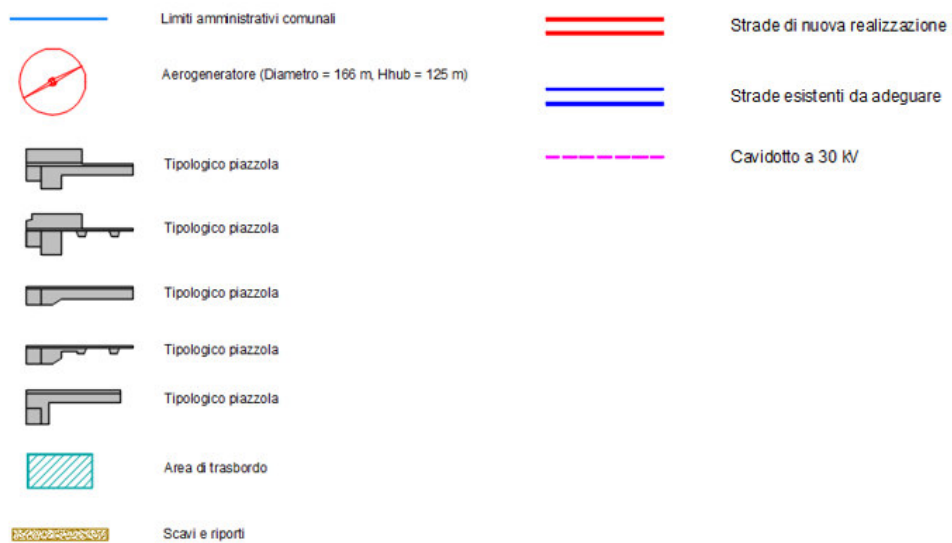 Limiti amministrativi comunali
Aerogeneratore (Diametro = 166 m, Hhub = 125 m)
Tipologico piazzola
Tipologico piazzola
Tipologico piazzola
Tipologico piazzola
Tipologico piazzola
Area di trasbordo
Scavi e riporti
Strade di nuova realizzazione
Strade esistenti da adeguare
Cavidotto a 30 kV